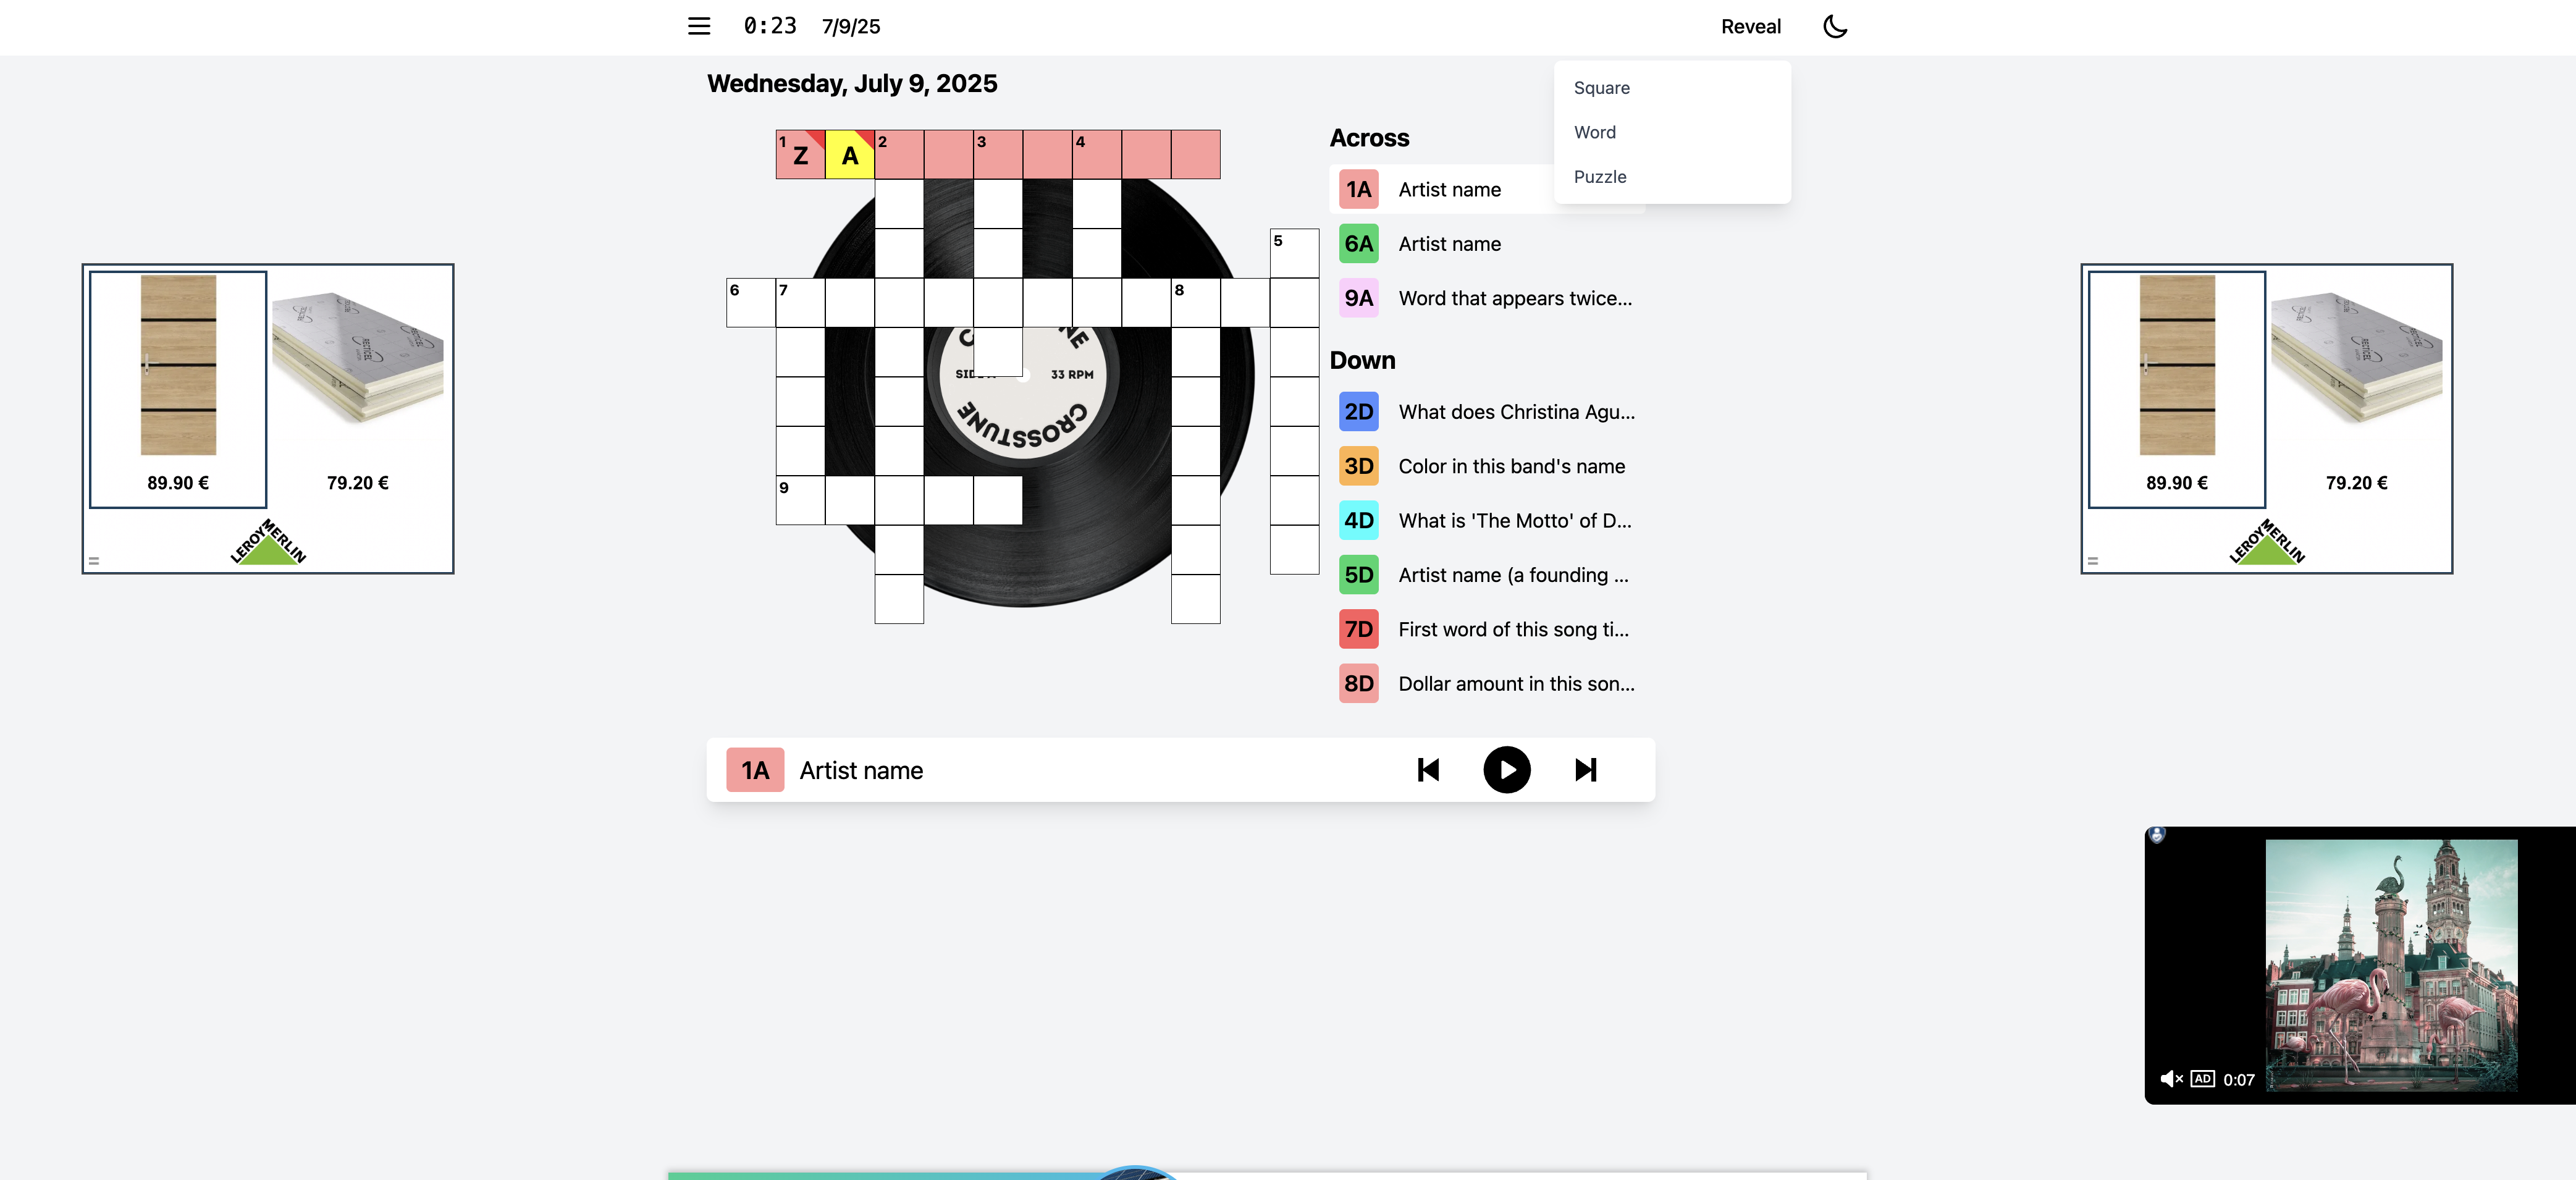 0:23 7/9/25 Reveal
Wednesday, July 9, 2025
Square
Word
Puzzle
1 Z A 2 3 4
5
6 7 8
9
NE
SIDE A 33 RPM
CROSSTUNE
Across
1A Artist name
6A Artist name
9A Word that appears twice...
Down
2D What does Christina Agu...
3D Color in this band's name
4D What is 'The Motto' of D...
5D Artist name (a founding ...
7D First word of this song ti...
8D Dollar amount in this son...
1A Artist name
89.90 € 79.20 €
LEROY MERLIN
89.90 € 79.20 €
LEROY MERLIN
AD 0:07